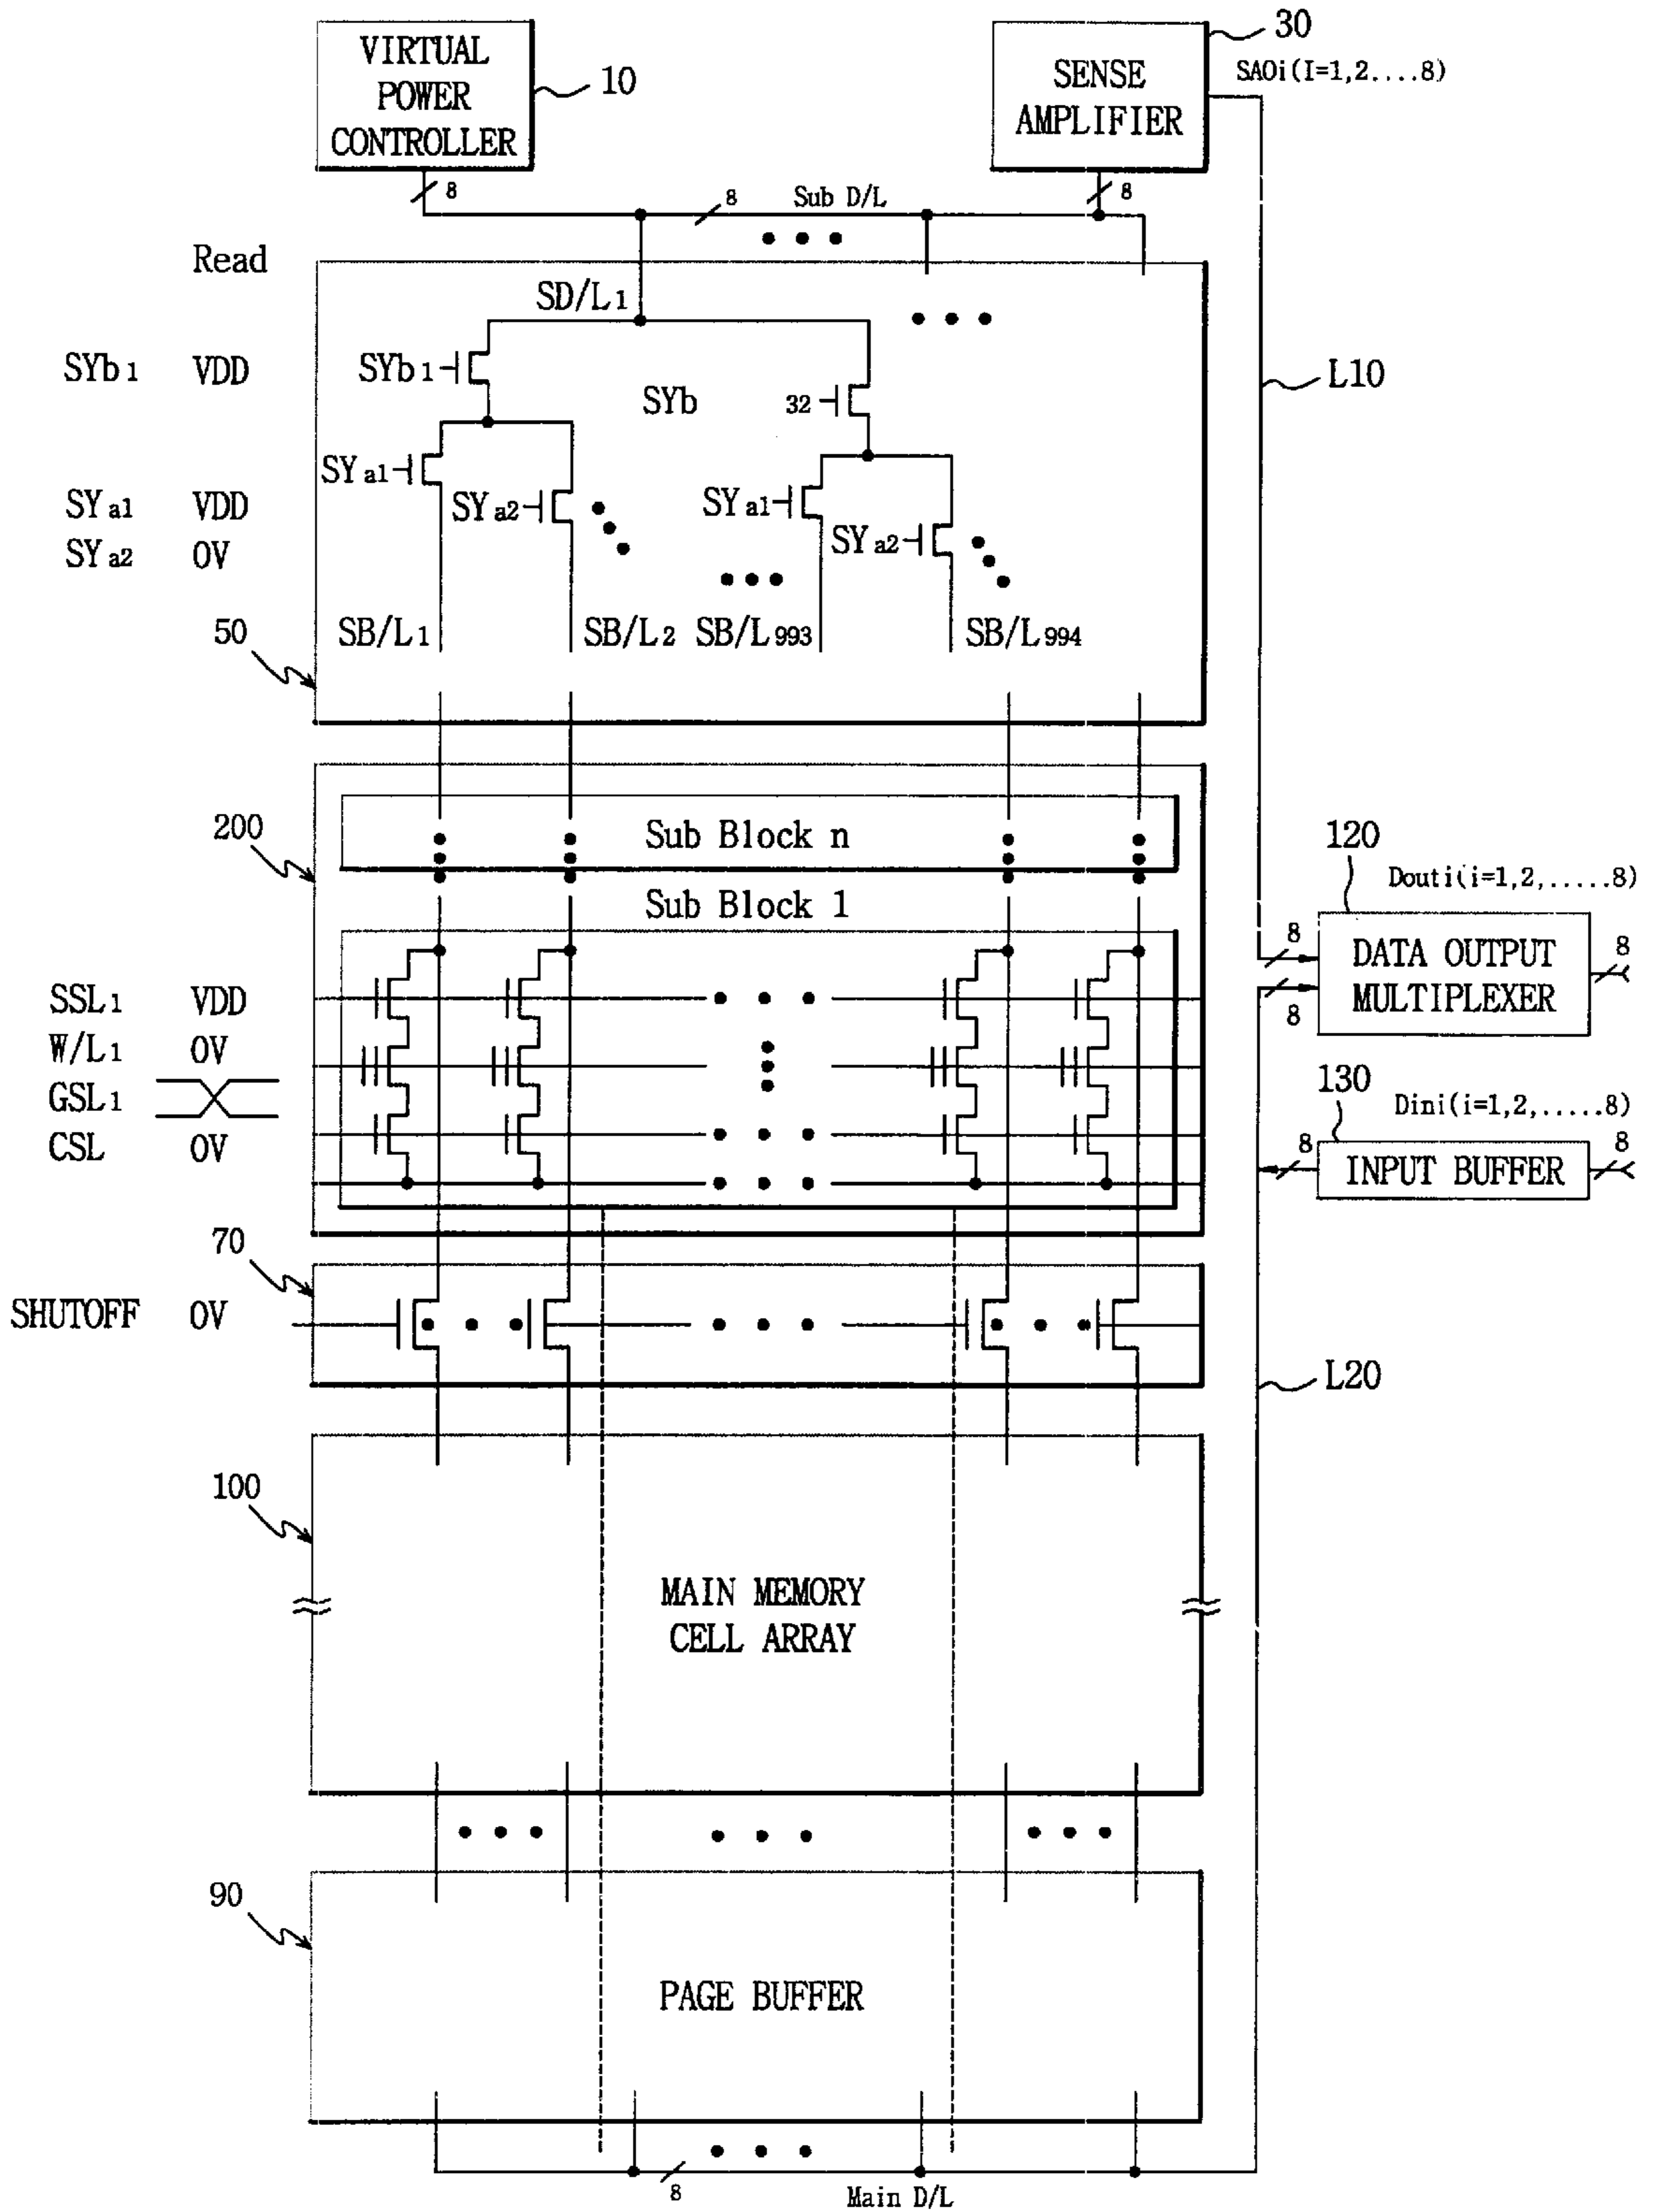 VIRTUAL
POWER
CONTROLLER
10
SENSE
AMPLIFIER
30
SAOi(I=1,2....8)
8
8
Sub D/L
8
Read
SD/L1
SYb1 VDD
SYb1
SYb
32
L10
SYa1
SYa2
SYa1
SYa2
SYa1 VDD
SYa2 0V
50
SB/L1
SB/L2
SB/L993
SB/L994
200
Sub Block n
Sub Block 1
120
Douti(i=1,2,.....8)
8
DATA OUTPUT
MULTIPLEXER
8
8
SSL1 VDD
W/L1 0V
GSL1
CSL 0V
130
Dini(i=1,2,.....8)
8
INPUT BUFFER
8
70
SHUTOFF 0V
L20
100
MAIN MEMORY
CELL ARRAY
90
PAGE BUFFER
8
Main D/L